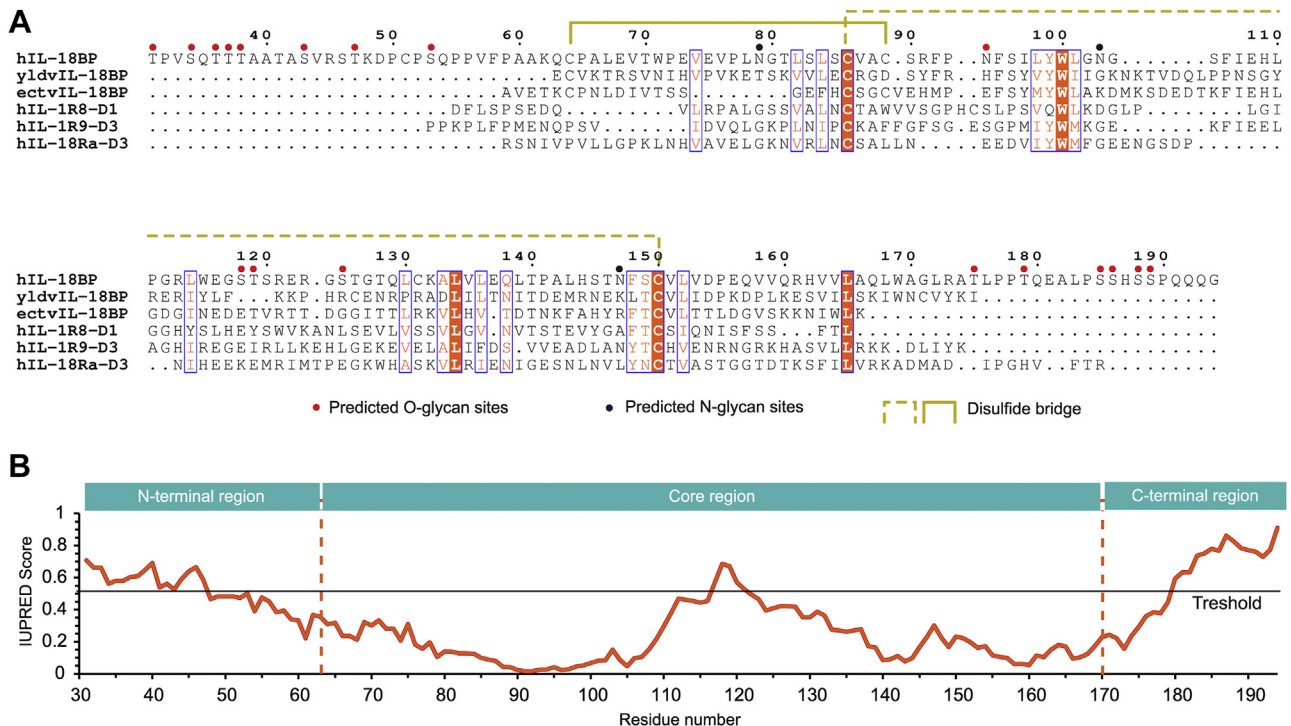 A
40 50 60 70 80 90 100 110
hIL-18BP TPVSQTTTAATASVRSTKDPCPSQPPVFPAAKQCPALEVTWPEVEVPLNGTLSLSCVAC.SRFP.NFSILYWLGNG.....SFIEHL
yldvIL-18BP ................................ECVKTRSVNIHVPVKETSKVVLECRGD.SYFR.HFSYVYWIIGKNKTVDQLPPNSGY
ectvIL-18BP ............................AVETKCPNLDIVTSS.......GEFHCSGCVEHMP.EFSYMYWLAKDMKSDEDTKFIEHL
hIL-1R8-D1 ........................DFLSPSEDQ.........VLRPALGSSVALNCTAWVVSGPHCSLPSVQWLKDGLP........LGI
hIL-1R9-D3 ......................PPKPLFPMENQPSV.......IDVQLGKPLNIPCKAFFGFSG.ESGPMIYWMKGE.....KFIEEL
hIL-18Ra-D3 ............................RSNIVPVLLGPKLNHVAVELGKNVRLNCSALLN.....EEDVIYWMFGEENGSDP.......
120 130 140 150 160 170 180 190
hIL-18BP PGRLWEGSTSRER.GSTGTQLCKALVLEQLTPALHSTNFSCVLVDPEQVVQRHVVLAQLWAGLRATLPPTQEALPSSHSSPQQQG
yldvIL-18BP RERIYLF..KKP.HRCENRPRADLILTNITDEMRNEKLTCVLIDPKDPLKESVILSKIWNCVYKI...................
ectvIL-18BP GDGINEDETVRTT.DGGITTLRKVLHVTDTNKFAHYRFTCVLTTLDGVSKKNIWLK............................
hIL-1R8-D1 GGHYSLHEYSWVKANLSEVLVSSVLGV.NVTSTEVYGAFTCSIQNISFSS...FTL.............................
hIL-1R9-D3 AGHIREGEIRLLKEHLGEKEVELALIFDS.VVEADLANYTCHVENRNGRKHASVLLRKK.DLIYK...................
hIL-18Ra-D3 ..NIHEEKEMRIMTPEGKWHASKVLRIENIGESNLNVLYNCTVASTGGTDTKSFILVRKADMAD.IPGHV..FTR.........
Predicted O-glycan sites Predicted N-glycan sites Disulfide bridge
B
N-terminal region Core region C-terminal region
1
0.8
0.6
0.4
0.2
0
IUPRED Score
Treshold
30 40 50 60 70 80 90 100 110 120 130 140 150 160 170 180 190
Residue number